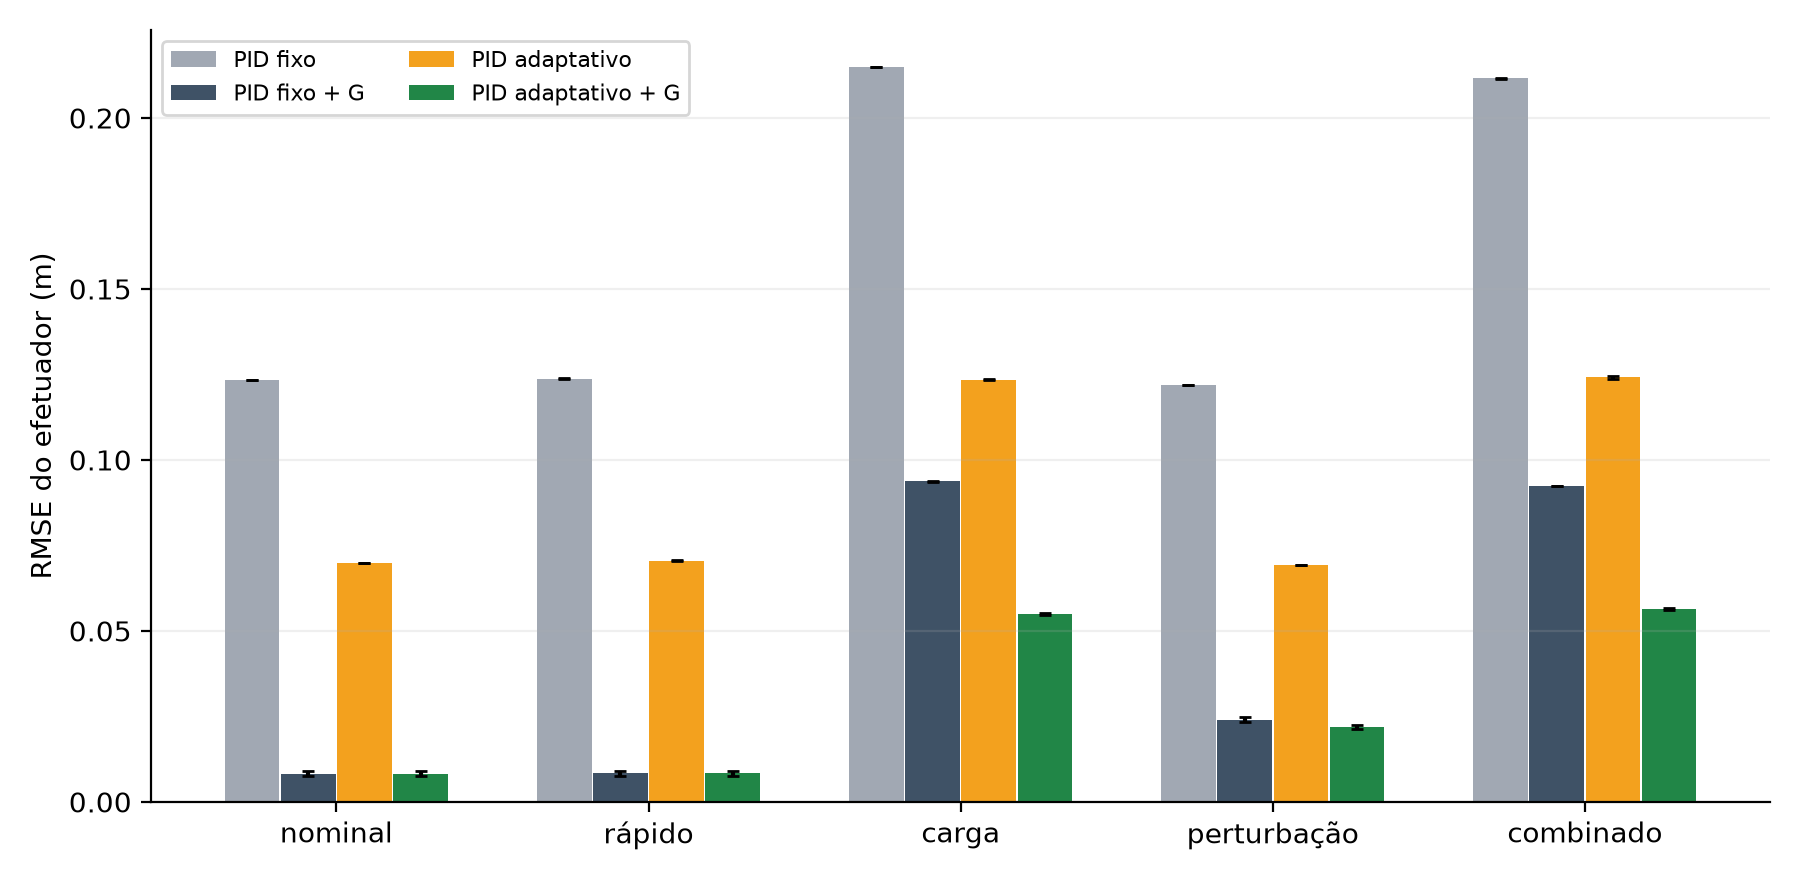 PID fixo
PID fixo + G
PID adaptativo
PID adaptativo + G
RMSE do efetuador (m)
0.20
0.15
0.10
0.05
0.00
nominal
rápido
carga
perturbação
combinado